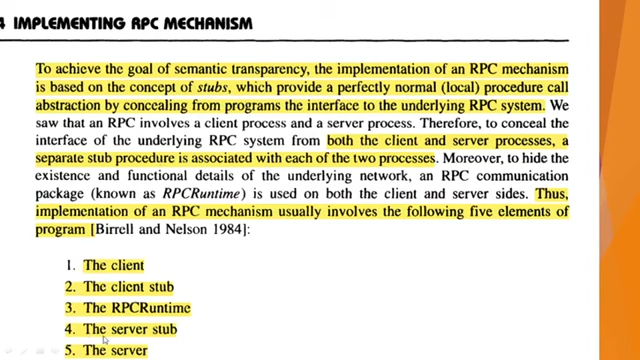 4 IMPLEMENTING RPC MECHANISM
To achieve the goal of semantic transparency, the implementation of an RPC mechanism
is based on the concept of stubs, which provide a perfectly normal (local) procedure call
abstraction by concealing from programs the interface to the underlying RPC system. We
saw that an RPC involves a client process and a server process. Therefore, to conceal the
interface of the underlying RPC system from both the client and server processes, a
separate stub procedure is associated with each of the two processes. Moreover, to hide the
existence and functional details of the underlying network, an RPC communication
package (known as RPCRuntime) is used on both the client and server sides. Thus,
implementation of an RPC mechanism usually involves the following five elements of
program [Birrell and Nelson 1984]:
1. The client
2. The client stub
3. The RPCRuntime
4. The server stub
5. The server